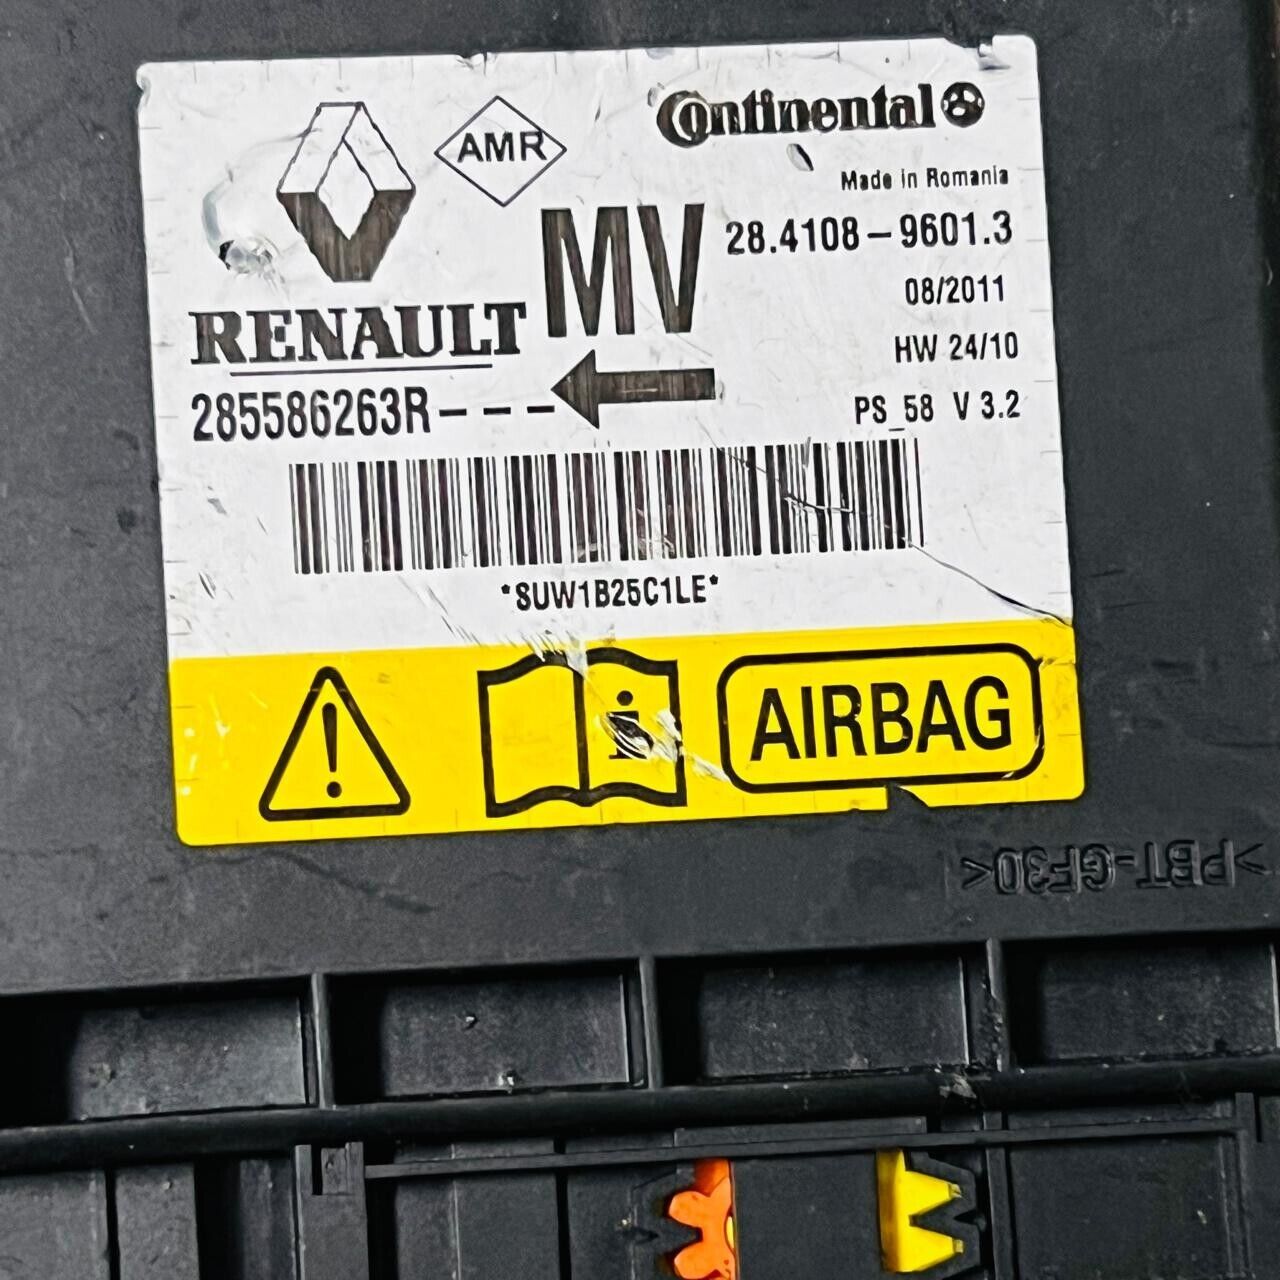 AMR
Continental
Made in Romania
MV
28.4108-9601.3
08/2011
RENAULT
HW 24/10
285586263R---
PS_58 V 3.2
*SUW1B25C1LE*
i
AIRBAG
>PBT-GF30<